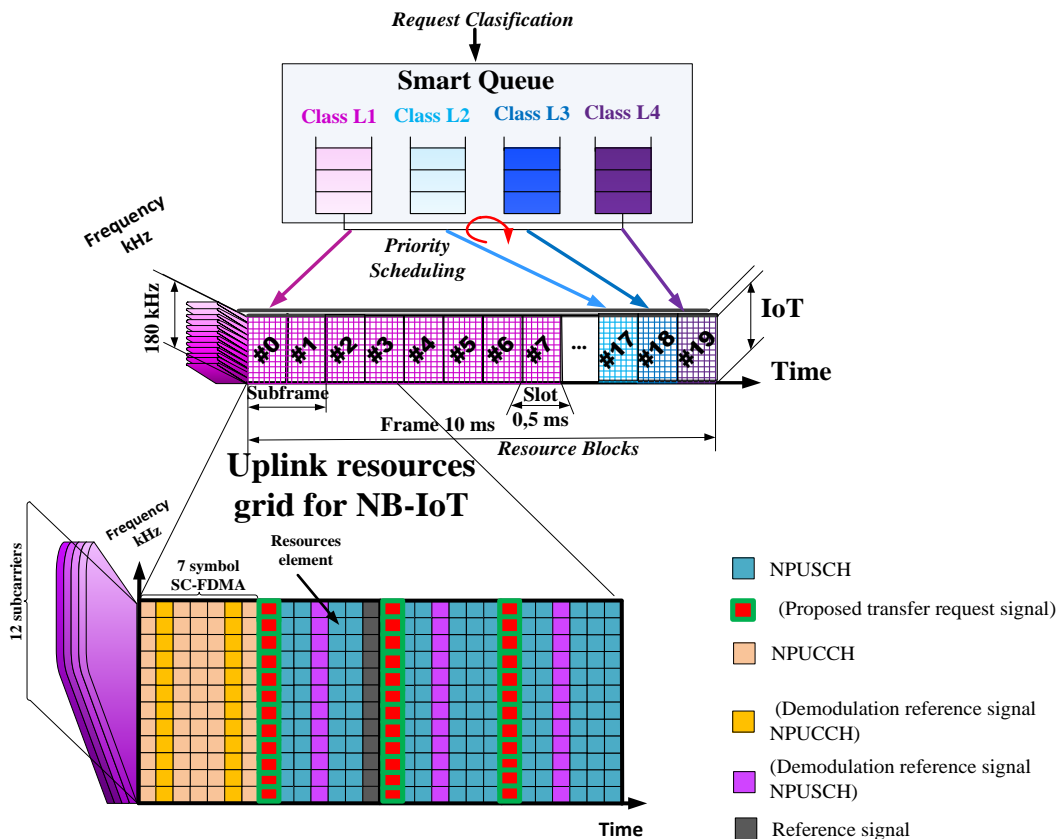 Request Clasification
Smart Queue
Class L1 Class L2 Class L3 Class L4
Priority
Scheduling
Frequency
kHz
180 kHz
IoT
#0 #1 #2 #3 #4 #5 #6 #7 ... #17 #18 #19
Time
Subframe
Slot
0,5 ms
Frame 10 ms
Resource Blocks
Uplink resources
grid for NB-IoT
Frequency
kHz
12 subcarriers
7 symbol
SC-FDMA
Resources
element
Time
NPUSCH
(Proposed transfer request signal)
NPUCCH
(Demodulation reference signal
NPUCCH)
(Demodulation reference signal
NPUSCH)
Reference signal